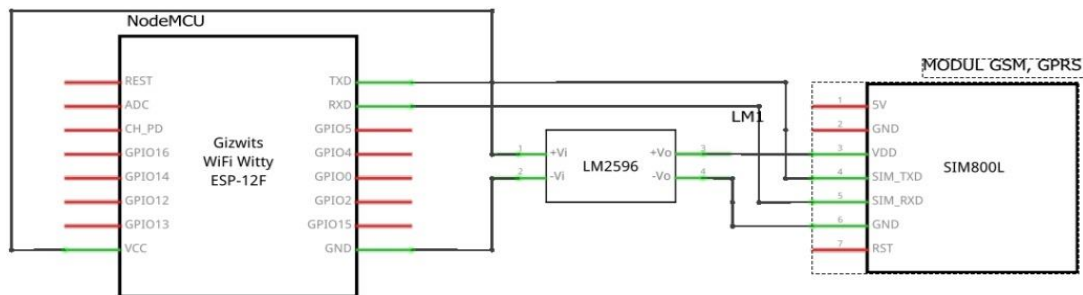 NodeMCU
REST
ADC
CH_PD
GPIO16
GPIO14
GPIO12
GPIO13
VCC
Gizwits
WiFi Witty
ESP-12F
TXD
RXD
GPIO5
GPIO4
GPIO0
GPIO2
GPIO15
GND
LM1
1 +Vi
2 -Vi
LM2596
+Vo 3
-Vo 4
MODUL GSM, GPRS
1 5V
2 GND
3 VDD
4 SIM_TXD
5 SIM_RXD
6 GND
7 RST
SIM800L